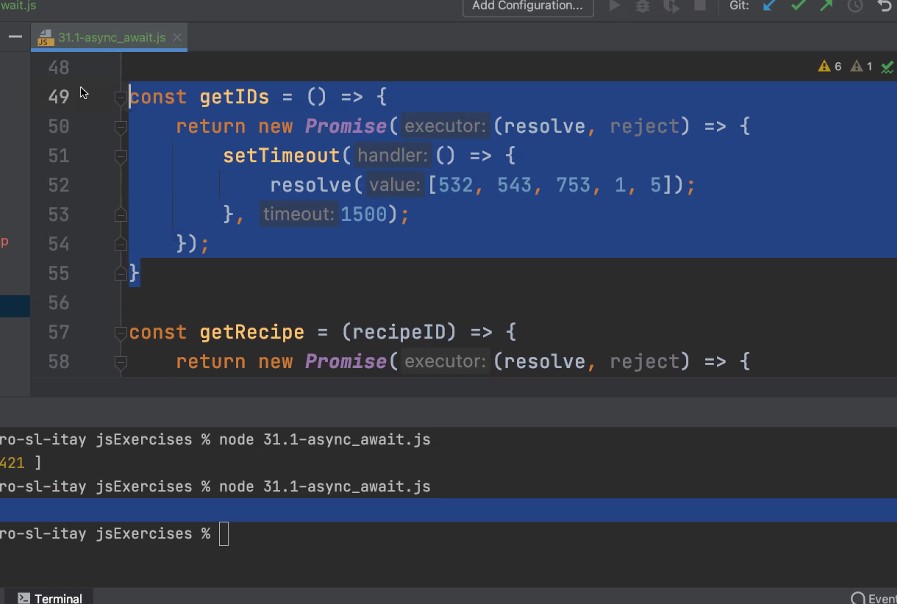 wait.js
Add Configuration...
Git:
31.1-async_await.js
6 1
48
49 const getIDs = () => {
50 return new Promise( executor: (resolve, reject) => {
51 setTimeout( handler: () => {
52 resolve( value: [532, 543, 753, 1, 5]);
53 }, timeout: 1500);
54 });
55 }
56
57 const getRecipe = (recipeID) => {
58 return new Promise( executor: (resolve, reject) => {
p
ro-sl-itay jsExercises % node 31.1-async_await.js
421 ]
ro-sl-itay jsExercises % node 31.1-async_await.js
ro-sl-itay jsExercises %
Terminal
Event